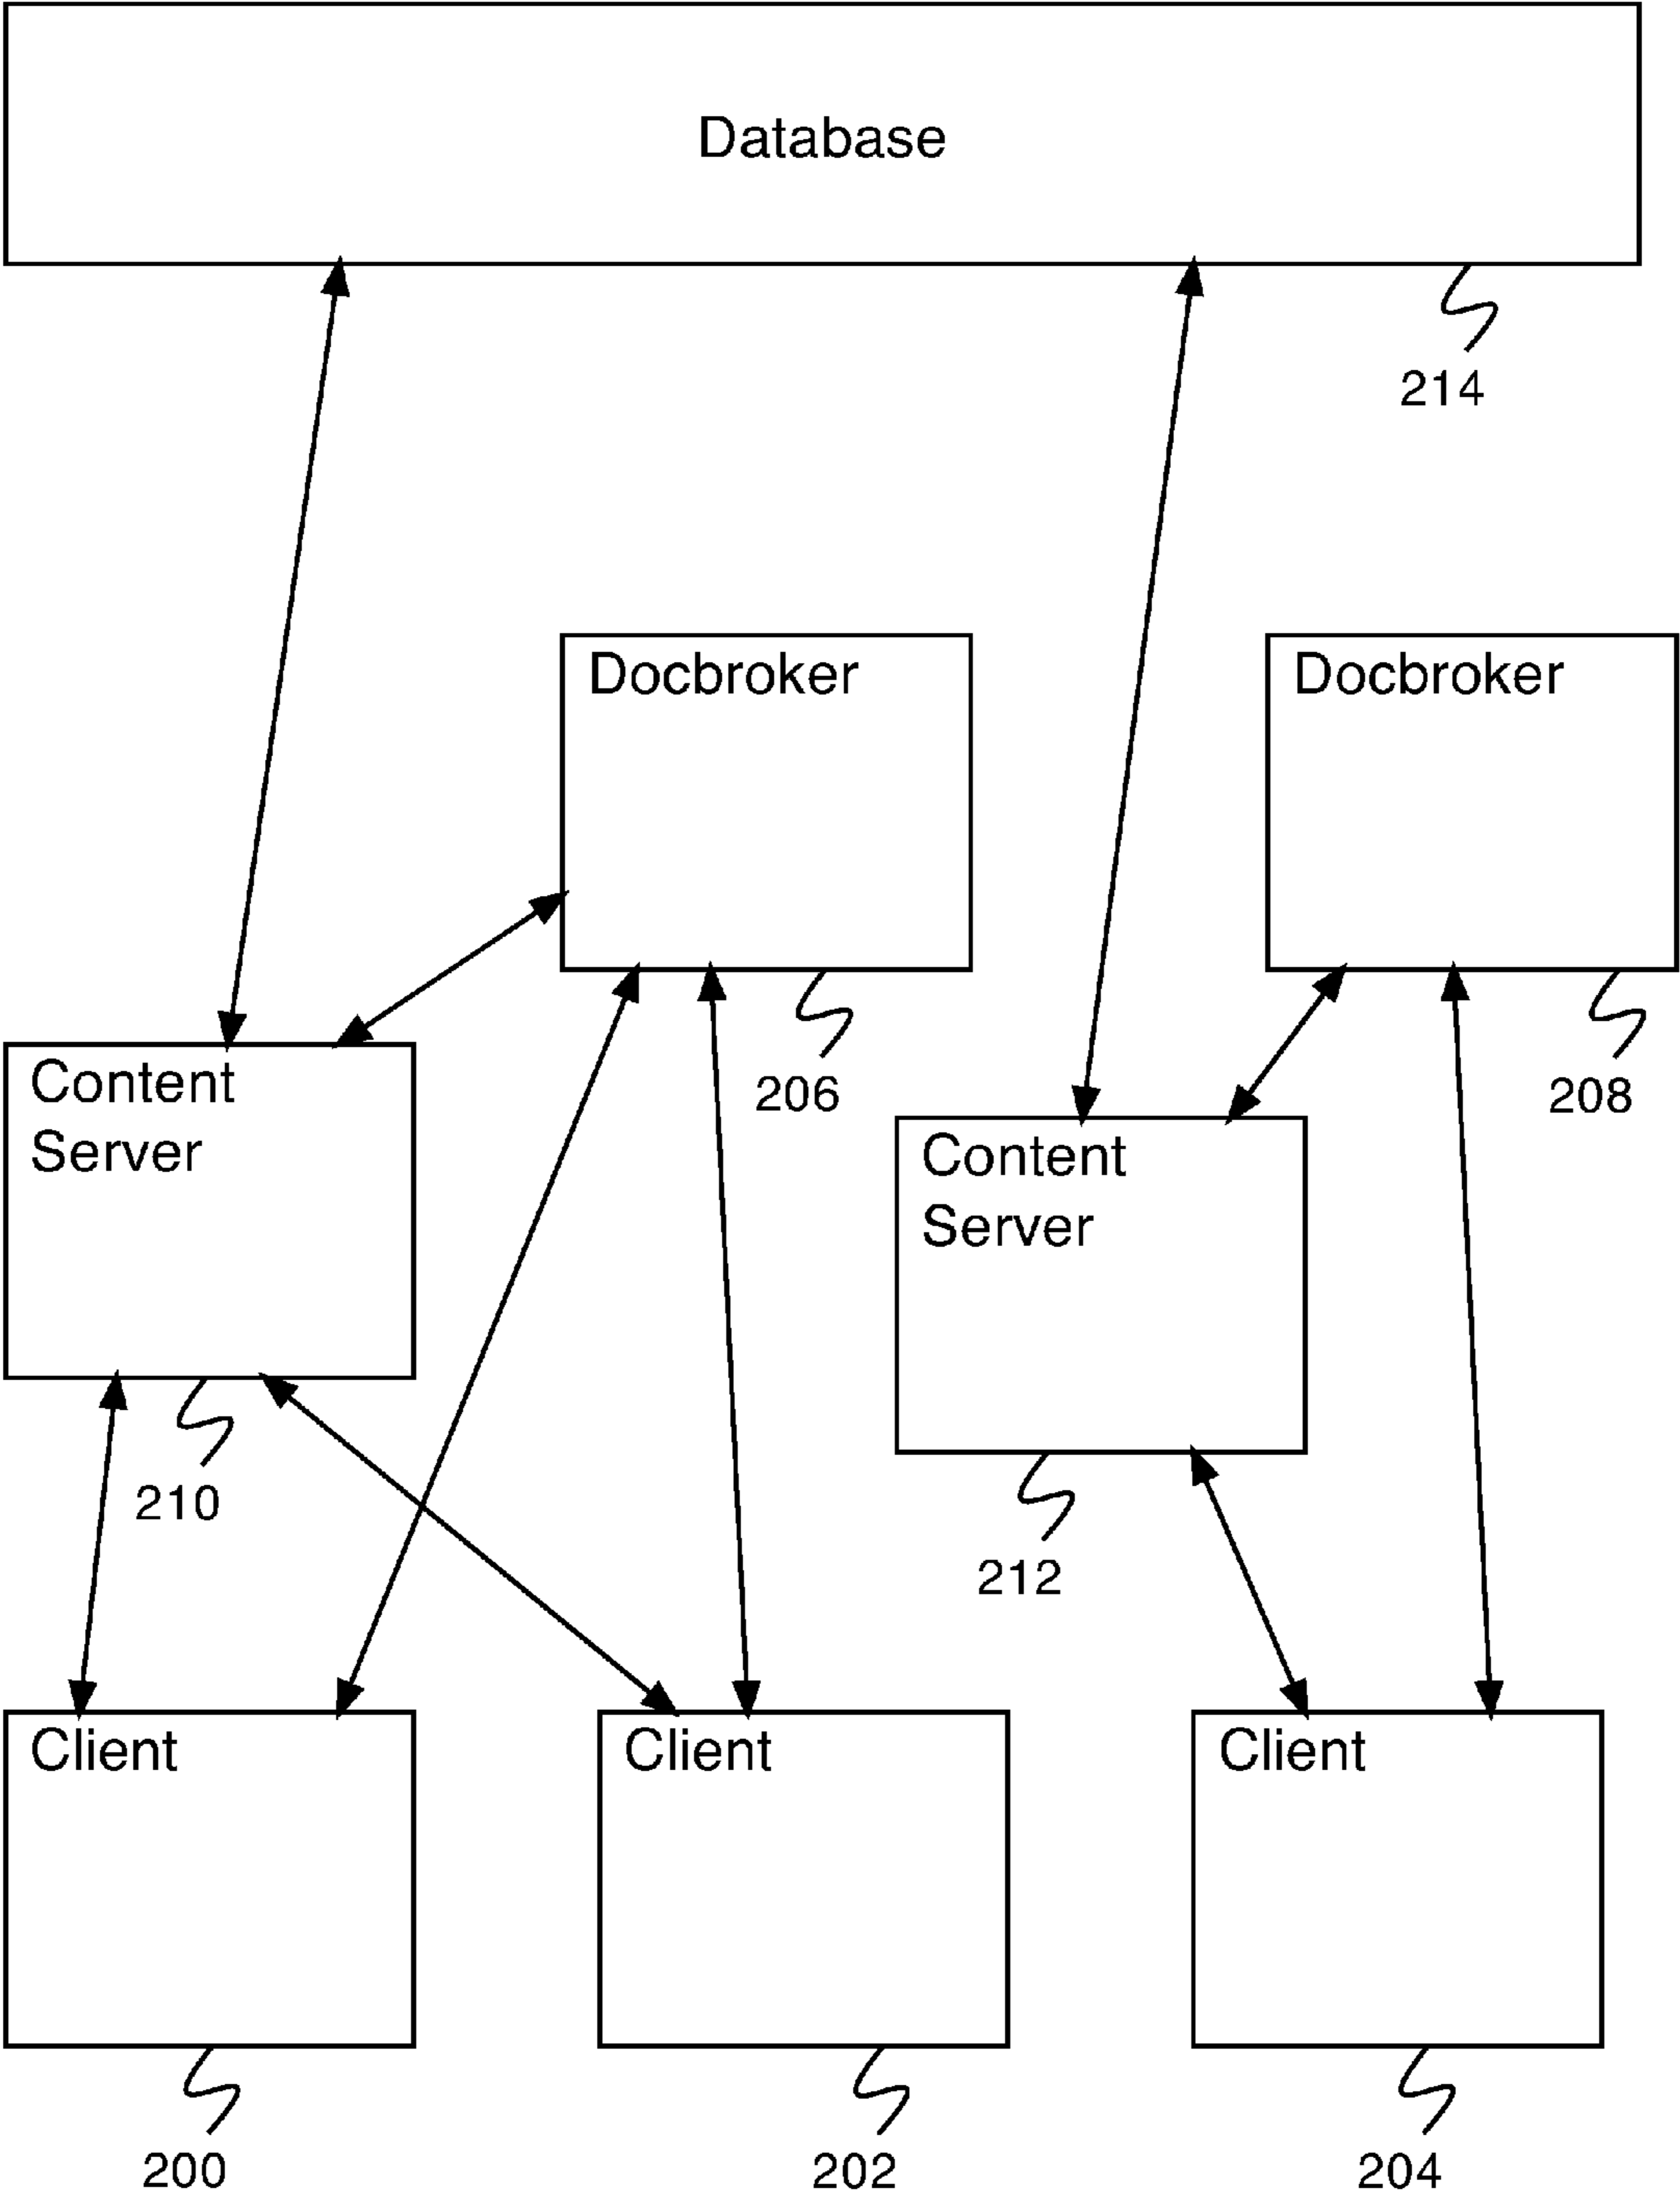 Database
214
Docbroker
Docbroker
206
208
Content
Server
Content
Server
210
212
Client
Client
Client
200
202
204